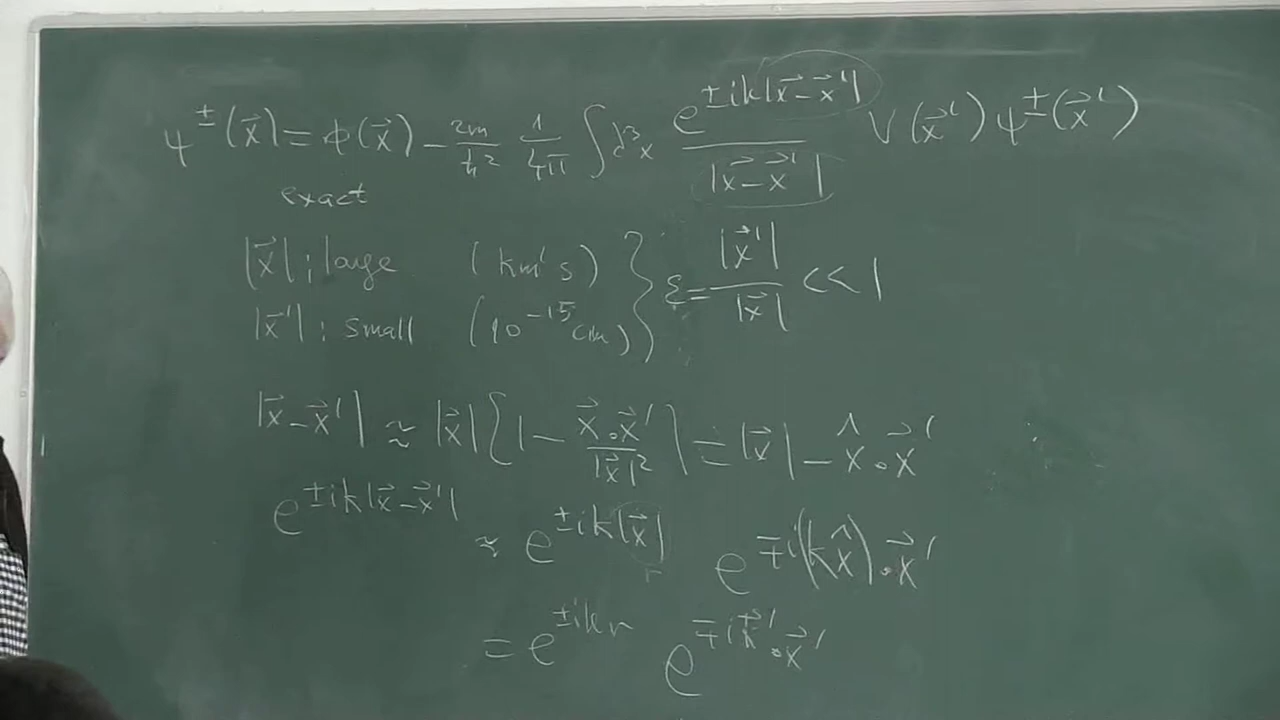 ψ^±(x⃗) = ϕ(x⃗) − 2m/ħ² 1/4π ∫d³x e^{±ik|x⃗−x⃗'|}/|x⃗−x⃗'| V(x⃗')ψ^±(x⃗')
exact
|x⃗| : large (km's) } ε = |x⃗'|/|x⃗| << 1
|x⃗'| : small (10^{-15} cm)
|x⃗−x⃗'| ≈ |x⃗|{1 − x⃗·x⃗'/|x⃗|²} = |x⃗| − x̂·x⃗'
e^{±ik|x⃗−x⃗'|} ≈ e^{±ik|x⃗|} e^{∓i(kx̂)·x⃗'}
r
= e^{±ikr} e^{∓ik⃗'·x⃗'}